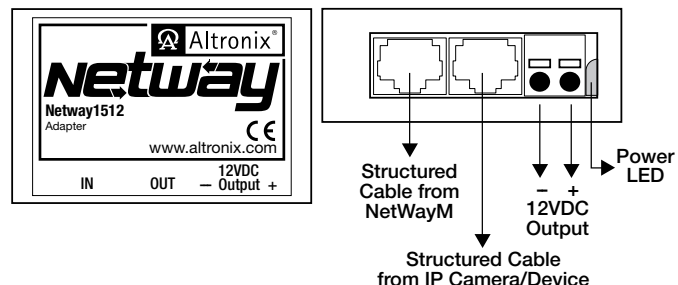 Altronix®
Netway
Netway1512
Adapter
CE
www.altronix.com
12VDC
IN OUT – Output +
Structured
Cable from
NetWayM
– +
12VDC
Output
Power
LED
Structured Cable
from IP Camera/Device